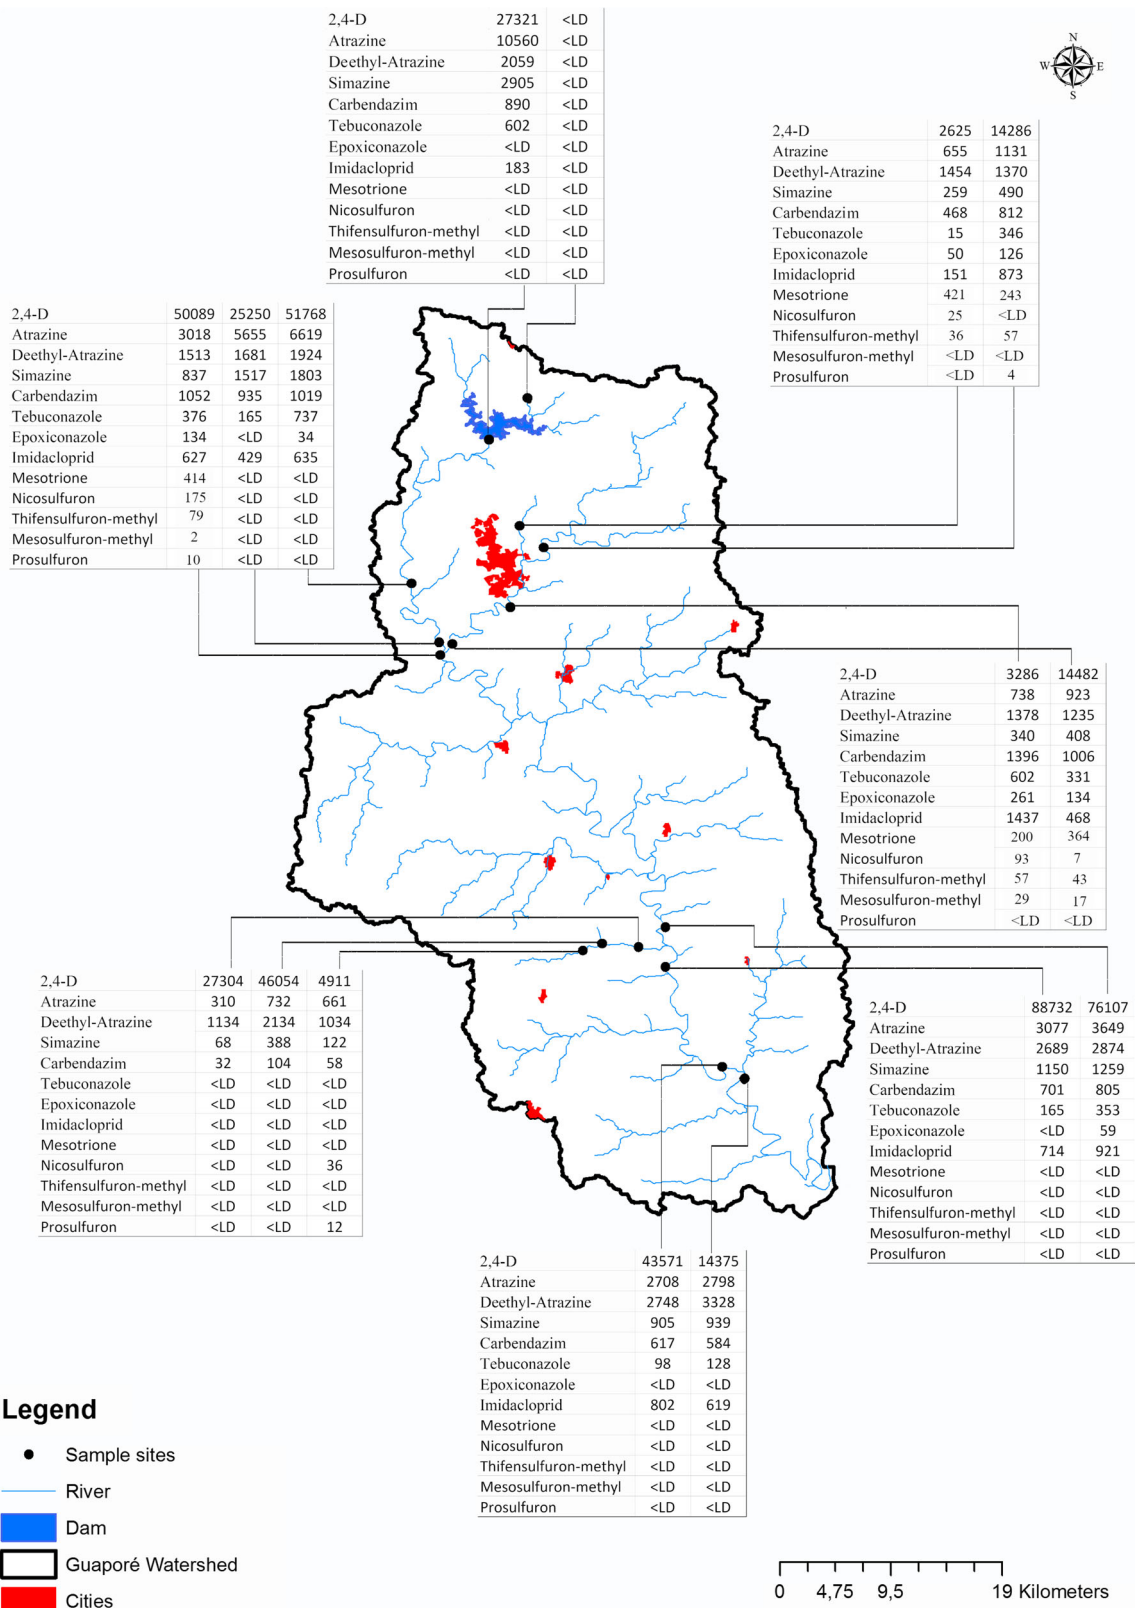 2,4-D 27321 <LD
Atrazine 10560 <LD
Deethyl-Atrazine 2059 <LD
Simazine 2905 <LD
Carbendazim 890 <LD
Tebuconazole 602 <LD
Epoxiconazole <LD <LD
Imidacloprid 183 <LD
Mesotrione <LD <LD
Nicosulfuron <LD <LD
Thifensulfuron-methyl <LD <LD
Mesosulfuron-methyl <LD <LD
Prosulfuron <LD <LD
N
W E
S
2,4-D 2625 14286
Atrazine 655 1131
Deethyl-Atrazine 1454 1370
Simazine 259 490
Carbendazim 468 812
Tebuconazole 15 346
Epoxiconazole 50 126
Imidacloprid 151 873
Mesotrione 421 243
Nicosulfuron 25 <LD
Thifensulfuron-methyl 36 57
Mesosulfuron-methyl <LD <LD
Prosulfuron <LD 4
2,4-D 50089 25250 51768
Atrazine 3018 5655 6619
Deethyl-Atrazine 1513 1681 1924
Simazine 837 1517 1803
Carbendazim 1052 935 1019
Tebuconazole 376 165 737
Epoxiconazole 134 <LD 34
Imidacloprid 627 429 635
Mesotrione 414 <LD <LD
Nicosulfuron 175 <LD <LD
Thifensulfuron-methyl 79 <LD <LD
Mesosulfuron-methyl 2 <LD <LD
Prosulfuron 10 <LD <LD
2,4-D 3286 14482
Atrazine 738 923
Deethyl-Atrazine 1378 1235
Simazine 340 408
Carbendazim 1396 1006
Tebuconazole 602 331
Epoxiconazole 261 134
Imidacloprid 1437 468
Mesotrione 200 364
Nicosulfuron 93 7
Thifensulfuron-methyl 57 43
Mesosulfuron-methyl 29 17
Prosulfuron <LD <LD
2,4-D 27304 46054 4911
Atrazine 310 732 661
Deethyl-Atrazine 1134 2134 1034
Simazine 68 388 122
Carbendazim 32 104 58
Tebuconazole <LD <LD <LD
Epoxiconazole <LD <LD <LD
Imidacloprid <LD <LD <LD
Mesotrione <LD <LD <LD
Nicosulfuron <LD <LD 36
Thifensulfuron-methyl <LD <LD <LD
Mesosulfuron-methyl <LD <LD <LD
Prosulfuron <LD <LD 12
2,4-D 88732 76107
Atrazine 3077 3649
Deethyl-Atrazine 2689 2874
Simazine 1150 1259
Carbendazim 701 805
Tebuconazole 165 353
Epoxiconazole <LD 59
Imidacloprid 714 921
Mesotrione <LD <LD
Nicosulfuron <LD <LD
Thifensulfuron-methyl <LD <LD
Mesosulfuron-methyl <LD <LD
Prosulfuron <LD <LD
2,4-D 43571 14375
Atrazine 2708 2798
Deethyl-Atrazine 2748 3328
Simazine 905 939
Carbendazim 617 584
Tebuconazole 98 128
Epoxiconazole <LD <LD
Imidacloprid 802 619
Mesotrione <LD <LD
Nicosulfuron <LD <LD
Thifensulfuron-methyl <LD <LD
Mesosulfuron-methyl <LD <LD
Prosulfuron <LD <LD
Legend
Sample sites
River
Dam
Guaporé Watershed
Cities
0 4,75 9,5 19 Kilometers